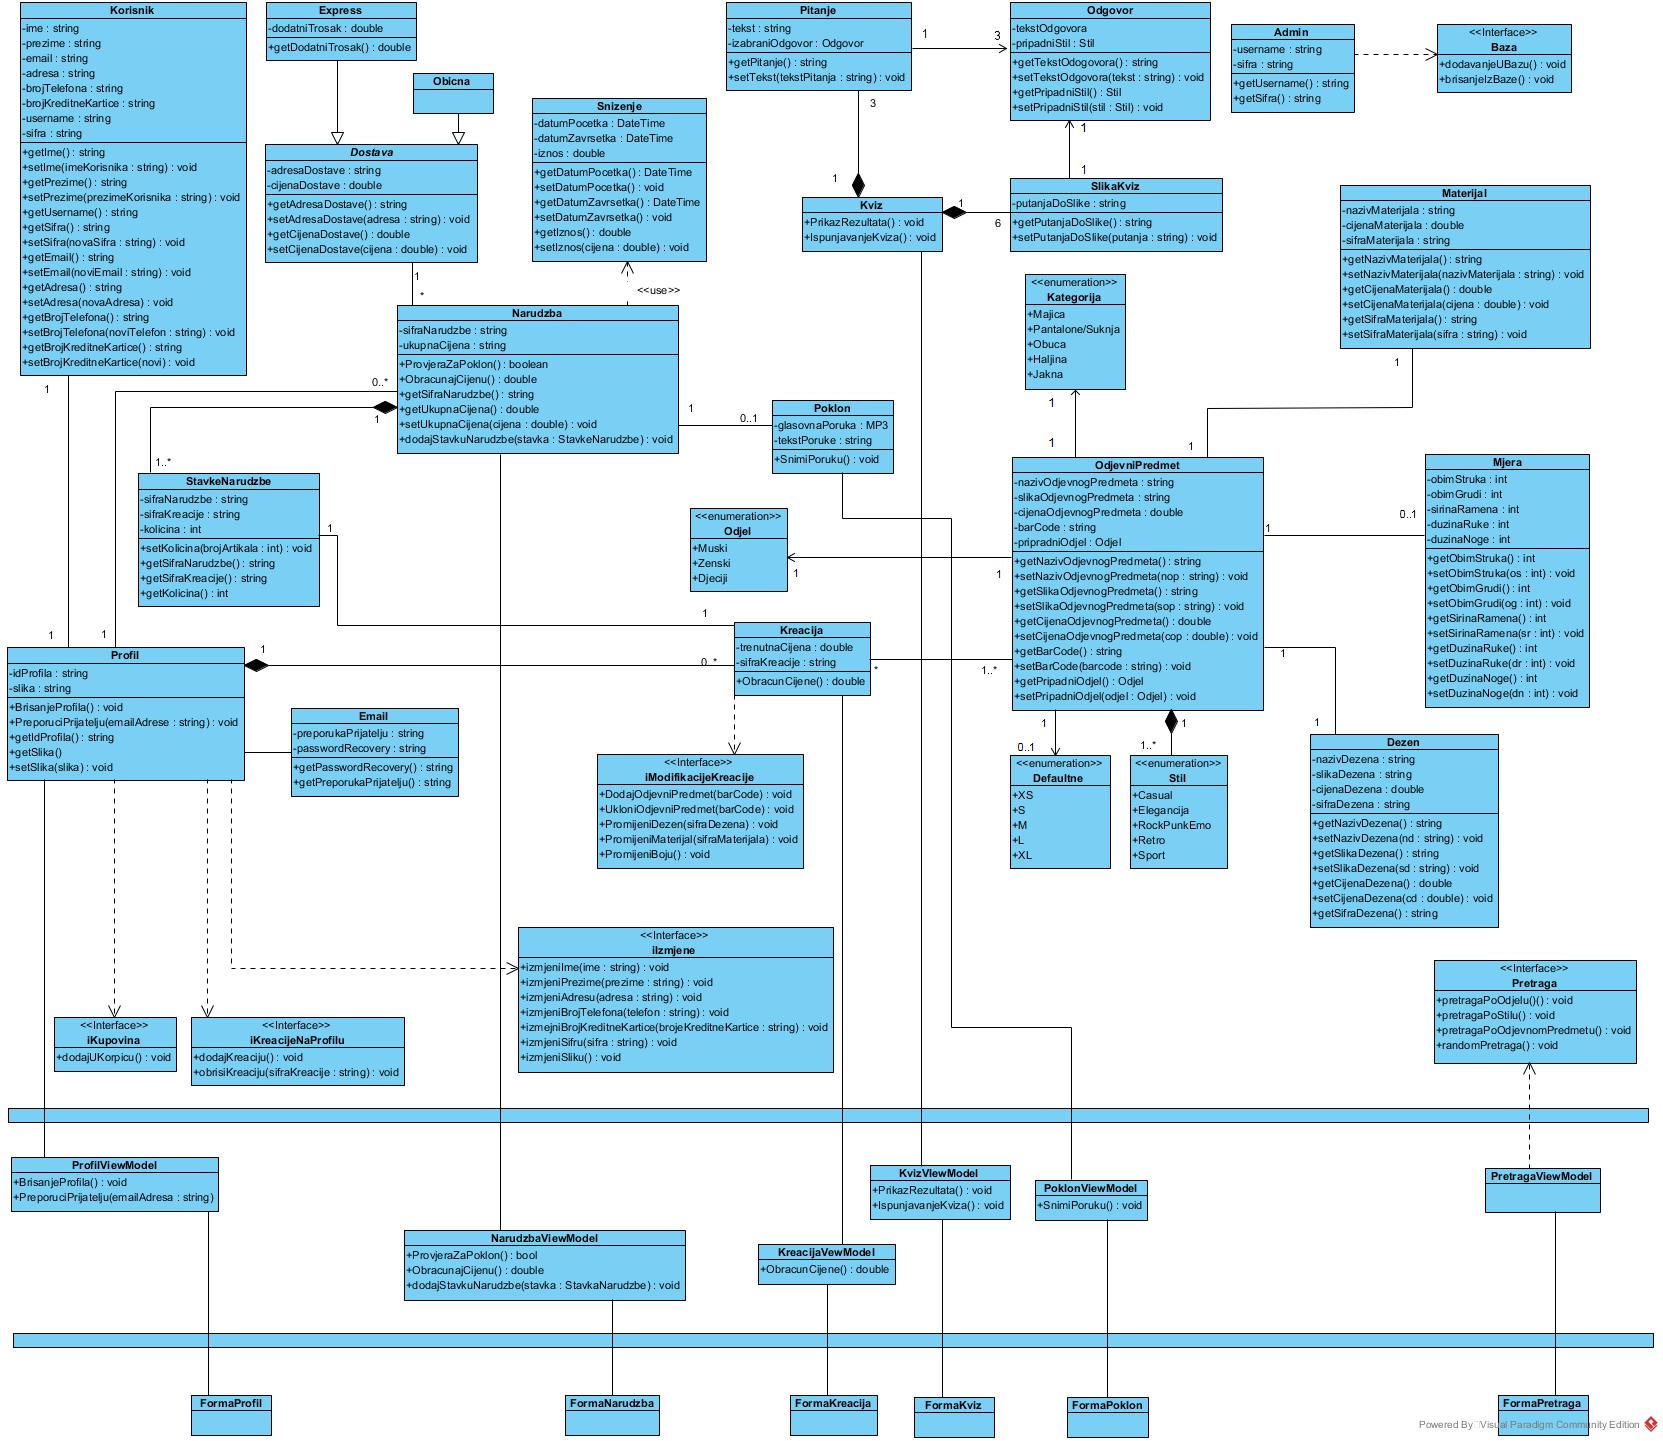 Korisnik
-ime : string
-prezime : string
-email : string
-adresa : string
-brojTelefona : string
-brojKreditneKartice : string
-username : string
-sifra : string
+getIme() : string
+setIme(imeKorisnika : string) : void
+getPrezime() : string
+setPrezime(prezimeKorisnika : string) : void
+getUsername() : string
+getSifra() : string
+setSifra(novaSifra : string) : void
+getEmail() : string
+setEmail(noviEmail : string) : void
+getAdresa() : string
+setAdresa(novaAdresa) : void
+getBrojTelefona() : string
+setBrojTelefona(noviTelefon : string) : void
+getBrojKreditneKartice() : string
+setBrojKreditneKartice(novi) : void
1
1
Express
-dodatniTrosak : double
+getDodatniTrosak() : double
Obicna
Dostava
-adresaDostave : string
-cijenaDostave : double
+getAdresaDostave() : string
+setAdresaDostave(adresa : string) : void
+getCijenaDostave() : double
+setCijenaDostave(cijena : double) : void
1
*
Snizenje
-datumPocetka : DateTime
-datumZavrsetka : DateTime
-iznos : double
+getDatumPocetka() : DateTime
+setDatumPocetka() : void
+getDatumZavrsetka() : DateTime
+setDatumZavrsetka() : void
+getIznos() : double
+setIznos(cijena : double) : void
<<use>>
Pitanje
-tekst : string
-izabraniOdgovor : Odgovor
+getPitanje() : string
+setTekst(tekstPitanja : string) : void
1
3
3
1
Odgovor
-tekstOdgovora
-pripadniStil : Stil
+getTekstOdogovora() : string
+setTekstOdgovora(tekst : string) : void
+getPripadniStil() : Stil
+setPripadniStil(stil : Stil) : void
1
1
Admin
-username : string
-sifra : string
+getUsername() : string
+getSifra() : string
<<Interface>>
Baza
+dodavanjeUBazu() : void
+brisanjeIzBaze() : void
Kviz
+PrikazRezultata() : void
+IspunjavanjeKviza() : void
1
6
SlikaKviz
-putanjaDoSlike : string
+getPutanjaDoSlike() : string
+setPutanjaDoSlike(putanja : string) : void
Materijal
-nazivMaterijala : string
-cijenaMaterijala : double
-sifraMaterijala : string
+getNazivMaterijala() : string
+setNazivMaterijala(nazivMaterijala : string) : void
+getCijenaMaterijala() : double
+setCijenaMaterijala(cijena : double) : void
+getSifraMaterijala() : string
+setSifraMaterijala(sifra : string) : void
1
1
<<enumeration>>
Kategorija
+Majica
+Pantalone/Suknja
+Obuca
+Haljina
+Jakna
1
1
Narudzba
-sifraNarudzbe : string
-ukupnaCijena : string
+ProvjeraZaPoklon() : boolean
+ObracunajCijenu() : double
+getSifraNarudzbe() : string
+getUkupnaCijena() : double
+setUkupnaCijena(cijena : double) : void
+dodajStavkuNarudzbe(stavka : StavkeNarudzbe) : void
0..*
1
1
1
0..1
1..*
Poklon
-glasovnaPoruka : MP3
-tekstPoruke : string
+SnimiPoruku() : void
StavkeNarudzbe
-sifraNarudzbe : string
-sifraKreacije : string
-kolicina : int
+setKolicina(brojArtikala : int) : void
+getSifraNarudzbe() : string
+getSifraKreacije() : string
+getKolicina() : int
1
1
<<enumeration>>
Odjel
+Muski
+Zenski
+Djeciji
1
1
OdjevniPredmet
-nazivOdjevnogPredmeta : string
-slikaOdjevnogPredmeta : string
-cijenaOdjevnogPredmeta : double
-barCode : string
-pripradniOdjel : Odjel
+getNazivOdjevnogPredmeta() : string
+setNazivOdjevnogPredmeta(nop : string) : void
+getSlikaOdjevnogPredmeta() : string
+setSlikaOdjevnogPredmeta(sop : string) : void
+getCijenaOdjevnogPredmeta() : double
+setCijenaOdjevnogPredmeta(cop : double) : void
+getBarCode() : string
+setBarCode(barcode : string) : void
+getPripadniOdjel() : Odjel
+setPripadniOdjel(odjel : Odjel) : void
1
0..1
Mjera
-obimStruka : int
-obimGrudi : int
-sirinaRamena : int
-duzinaRuke : int
-duzinaNoge : int
+getObimStruka() : int
+setObimStruka(os : int) : void
+getObimGrudi() : int
+setObimGrudi(og : int) : void
+getSirinaRamena() : int
+setSirinaRamena(sr : int) : void
+getDuzinaRuke() : int
+setDuzinaRuke(dr : int) : void
+getDuzinaNoge() : int
+setDuzinaNoge(dn : int) : void
Profil
-idProfila : string
-slika : string
+BrisanjeProfila() : void
+PreporuciPrijatelju(emailAdrese : string) : void
+getIdProfila() : string
+getSlika()
+setSlika(slika) : void
1
0..*
Kreacija
-trenutnaCijena : double
-sifraKreacije : string
+ObracunCijene() : double
*
1..*
Email
-preporukaPrijatelju : string
-passwordRecovery : string
+getPasswordRecovery() : string
+getPreporukaPrijatelju() : string
<<Interface>>
iModifikacijeKreacije
+DodajOdjevniPredmet(barCode) : void
+UkloniOdjevniPredmet(barCode) : void
+PromijeniDezen(sifraDezena) : void
+PromijeniMaterijal(sifraMaterijala) : void
+PromijeniBoju() : void
1
0..1
<<enumeration>>
Defaultne
+XS
+S
+M
+L
+XL
1
1..*
<<enumeration>>
Stil
+Casual
+Elegancija
+RockPunkEmo
+Retro
+Sport
1
1
Dezen
-nazivDezena : string
-slikaDezena : string
-cijenaDezena : double
-sifraDezena : string
+getNazivDezena() : string
+setNazivDezena(nd : string) : void
+getSlikaDezena() : string
+setSlikaDezena(sd : string) : void
+getCijenaDezena() : double
+setCijenaDezena(cd : double) : void
+getSifraDezena() : string
<<Interface>>
iIzmjene
+izmjeniIme(ime : string) : void
+izmjeniPrezime(prezime : string) : void
+izmjeniAdresu(adresa : string) : void
+izmjeniBrojTelefona(telefon : string) : void
+izmejniBrojKreditneKartice(brojeKreditneKartice : string) : void
+izmjeniSifru(sifra : string) : void
+izmjeniSliku() : void
<<Interface>>
Pretraga
+pretragaPoOdjelu()() : void
+pretragaPoStilu() : void
+pretragaPoOdjevnomPredmetu() : void
+randomPretraga() : void
<<Interface>>
iKupovina
+dodajUKorpicu() : void
<<Interface>>
iKreacijeNaProfilu
+dodajKreaciju() : void
+obrisiKreaciju(sifraKreacije : string) : void
ProfilViewModel
+BrisanjeProfila() : void
+PreporuciPrijatelju(emailAdresa : string)
NarudzbaViewModel
+ProvjeraZaPoklon() : bool
+ObracunajCijenu() : double
+dodajStavkuNarudzbe(stavka : StavkaNarudzbe) : void
KreacijaVewModel
+ObracunCijene() : double
KvizVIewModel
+PrikazRezultata() : void
+IspunjavanjeKviza() : void
PoklonViewModel
+SnimiPoruku() : void
PretragaViewModel
FormaProfil
FormaNarudzba
FormaKreacija
FormaKviz
FormaPoklon
FormaPretraga
Powered By Visual Paradigm Community Edition